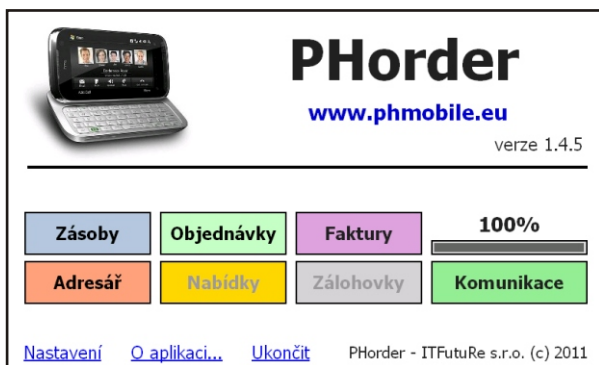 PHorder
www.phmobile.eu
verze 1.4.5
Zásoby Objednávky Faktury 100%
Adresář Nabídky Zálohovky Komunikace
Nastavení O aplikaci... Ukončit PHorder - ITFutuRe s.r.o. (c) 2011